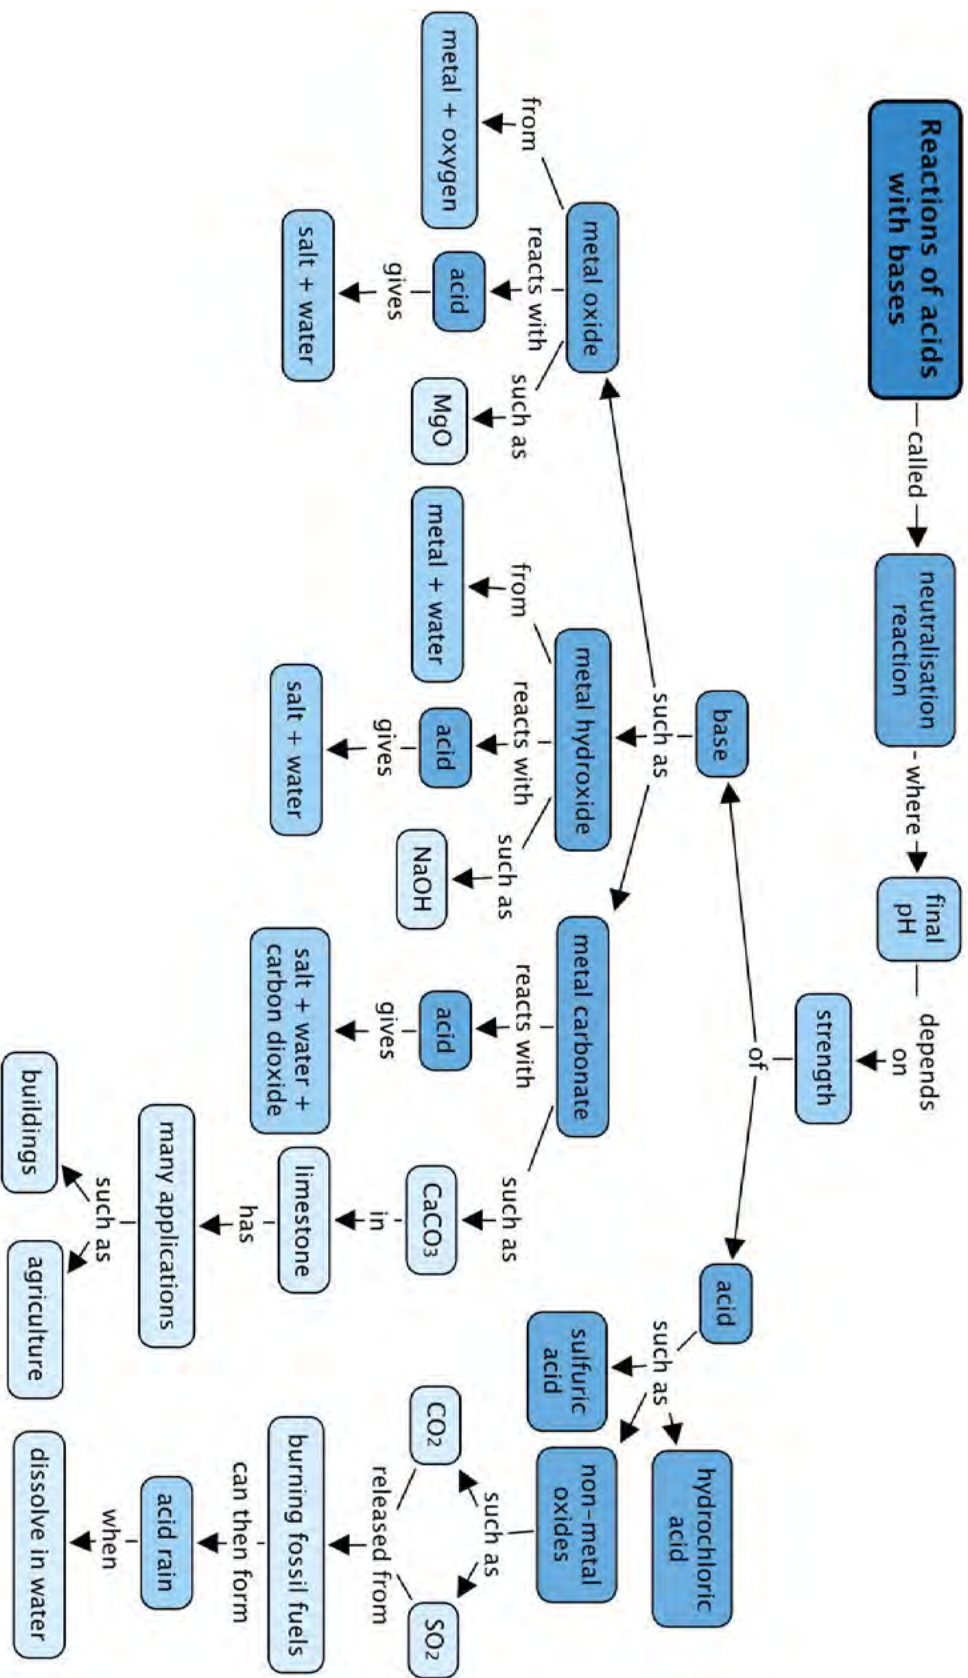 Reactions of acids
with bases
called
neutralisation
reaction
where
final
pH
depends
on
strength
of
base
acid
such as
such as
hydrochloric
acid
sulfuric
acid
non-metal
oxides
metal oxide
metal hydroxide
metal carbonate
from
reacts with
such as
from
reacts with
such as
reacts with
such as
such as
metal + oxygen
acid
MgO
metal + water
acid
NaOH
acid
CaCO3
CO2
SO2
gives
gives
gives
in
released from
salt + water
salt + water
salt + water +
carbon dioxide
limestone
burning fossil fuels
has
can then form
many applications
acid rain
such as
when
buildings
agriculture
dissolve in water